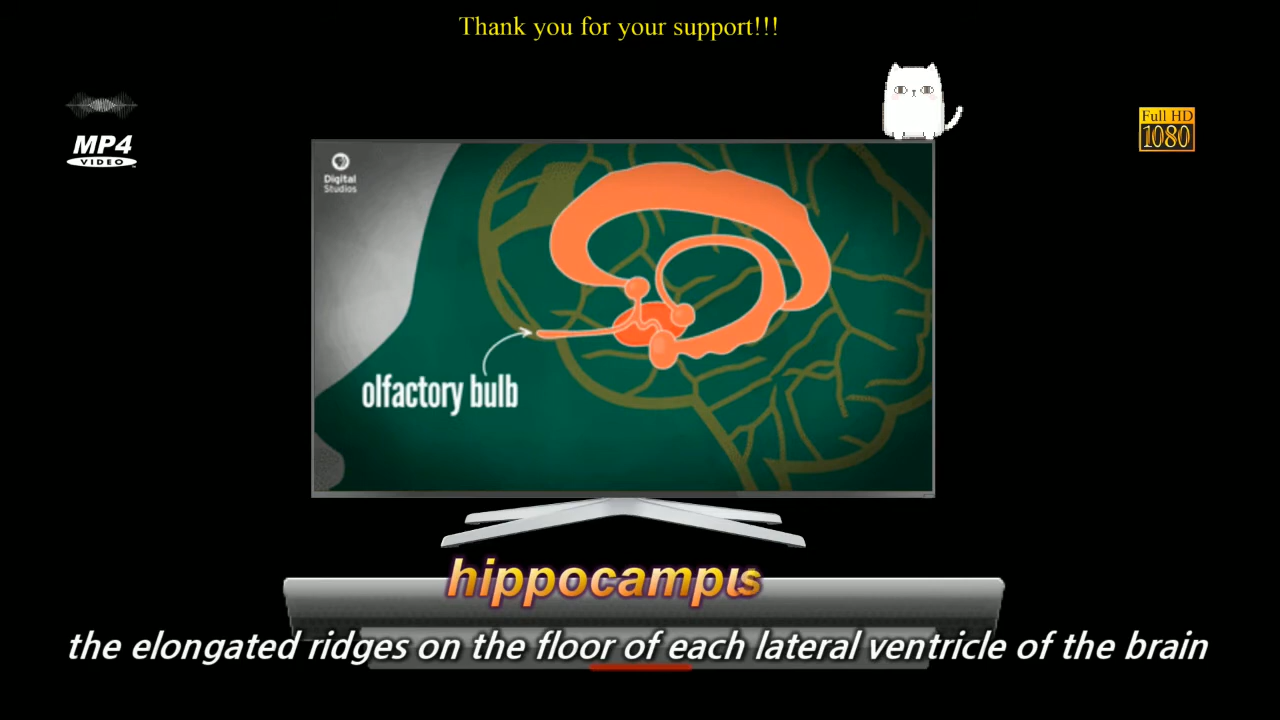 Thank you for your support!!!
MP4
VIDEO
Full HD
1080
Digital
Studios
olfactory bulb
hippocampus
the elongated ridges on the floor of each lateral ventricle of the brain